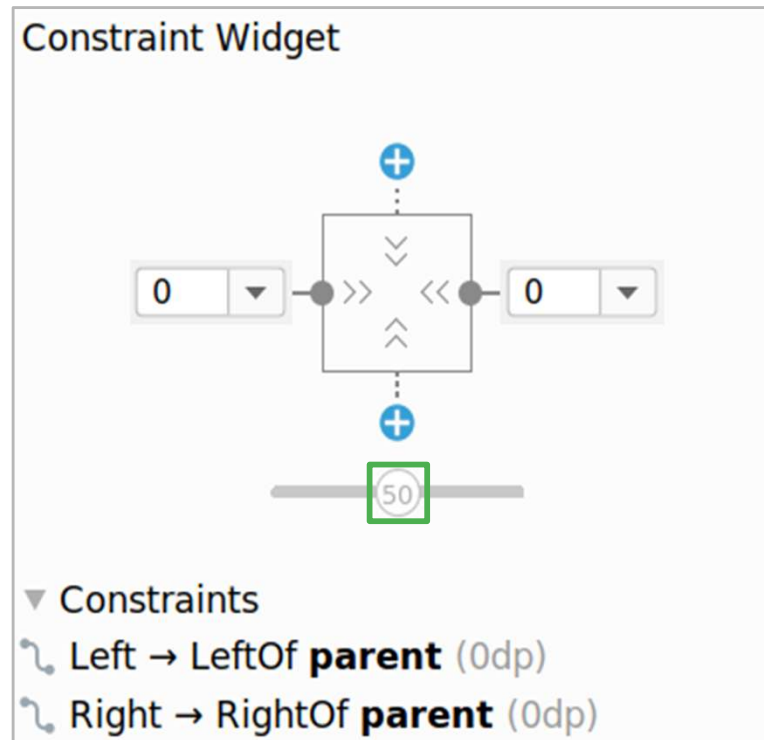 Constraint Widget
0 0
50
Constraints
Left → LeftOf parent (0dp)
Right → RightOf parent (0dp)